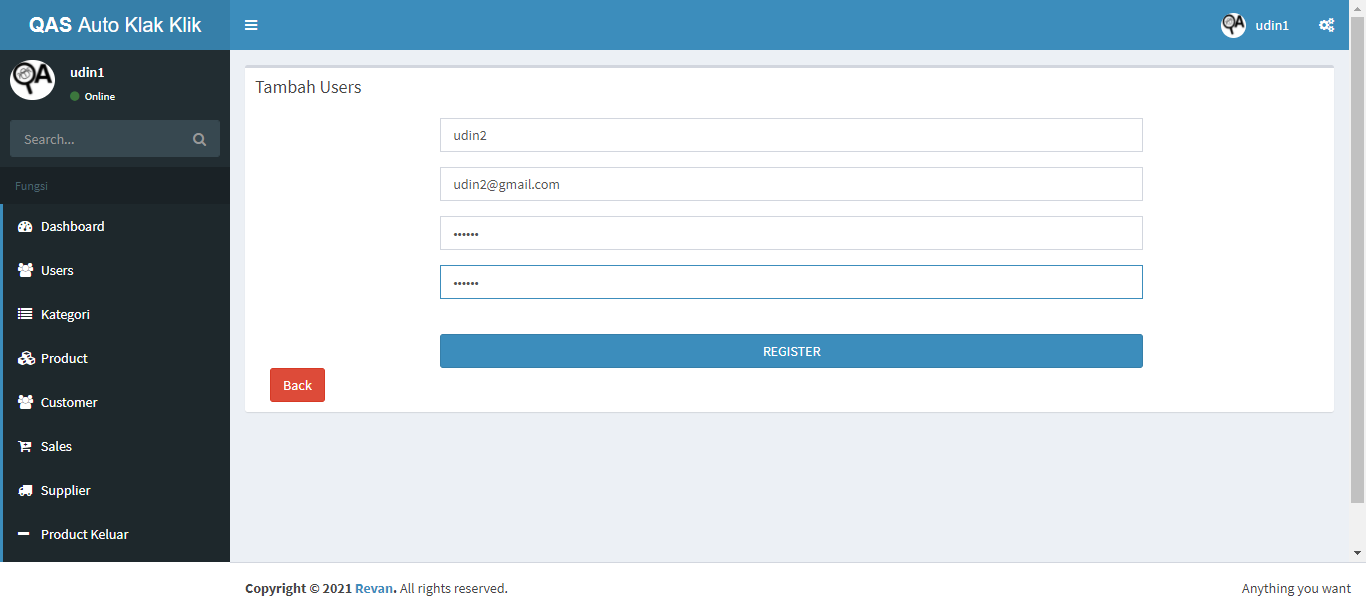 QAS Auto Klak Klik
udin1
udin1
Online
Search...
Fungsi
Dashboard
Users
Kategori
Product
Customer
Sales
Supplier
Product Keluar
Tambah Users
udin2
udin2@gmail.com
••••••
••••••
REGISTER
Back
Copyright © 2021 Revan. All rights reserved.
Anything you want